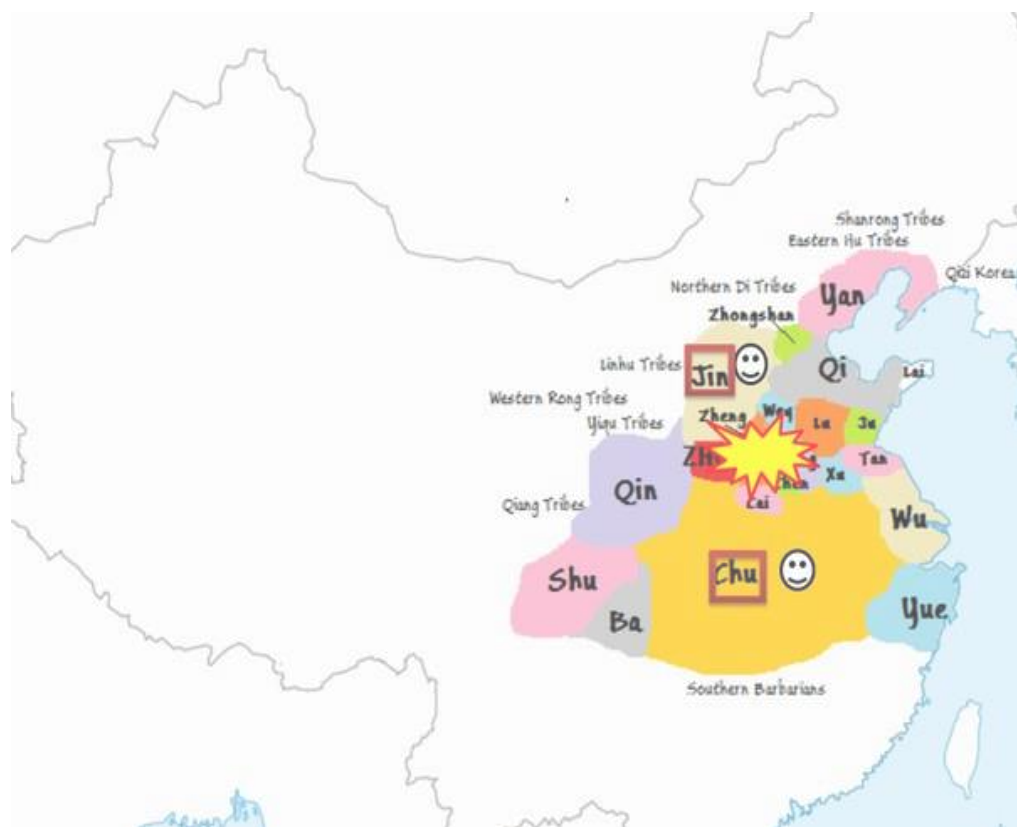 Shanrong Tribes
Eastern Hu Tribes
Qizi Korea
Northern Di Tribes
Yan
Zhongshan
Linhu Tribes
Jin
Qi
Lai
Western Rong Tribes
Zheng
Wey
Lu
Ju
Yiqu Tribes
Tan
Xu
Qin
Cai
Qiang Tribes
Wu
Shu
Chu
Ba
Yue
Southern Barbarians